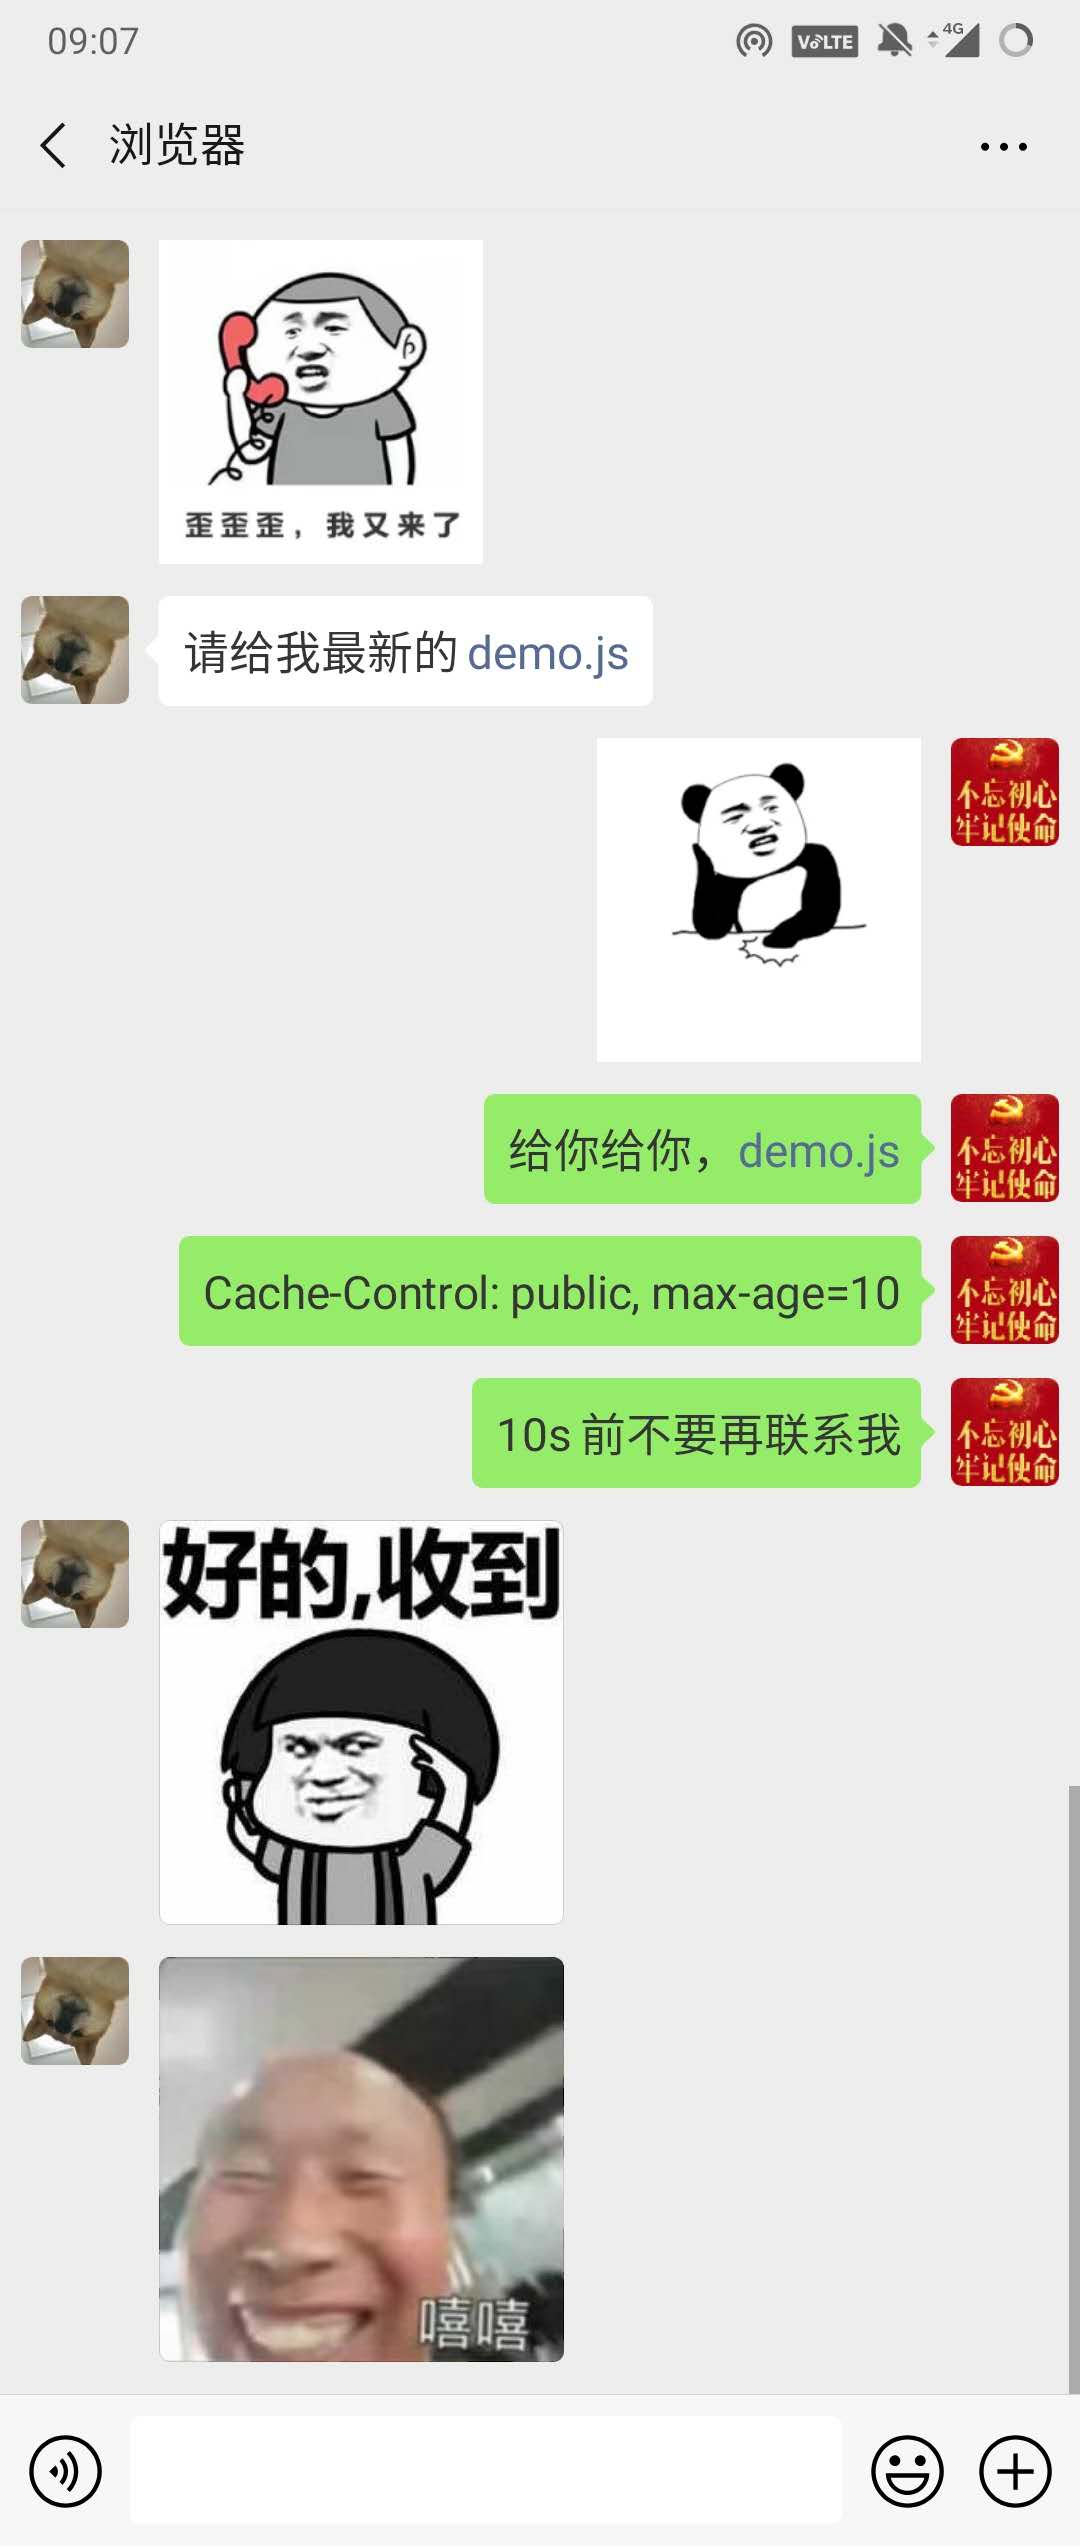 09:07
VoLTE
4G
浏览器
歪歪歪，我又来了
请给我最新的 demo.js
不忘初心
牢记使命
给你给你，demo.js
不忘初心
牢记使命
Cache-Control: public, max-age=10
不忘初心
牢记使命
10s 前不要再联系我
不忘初心
牢记使命
好的,收到
嘻嘻